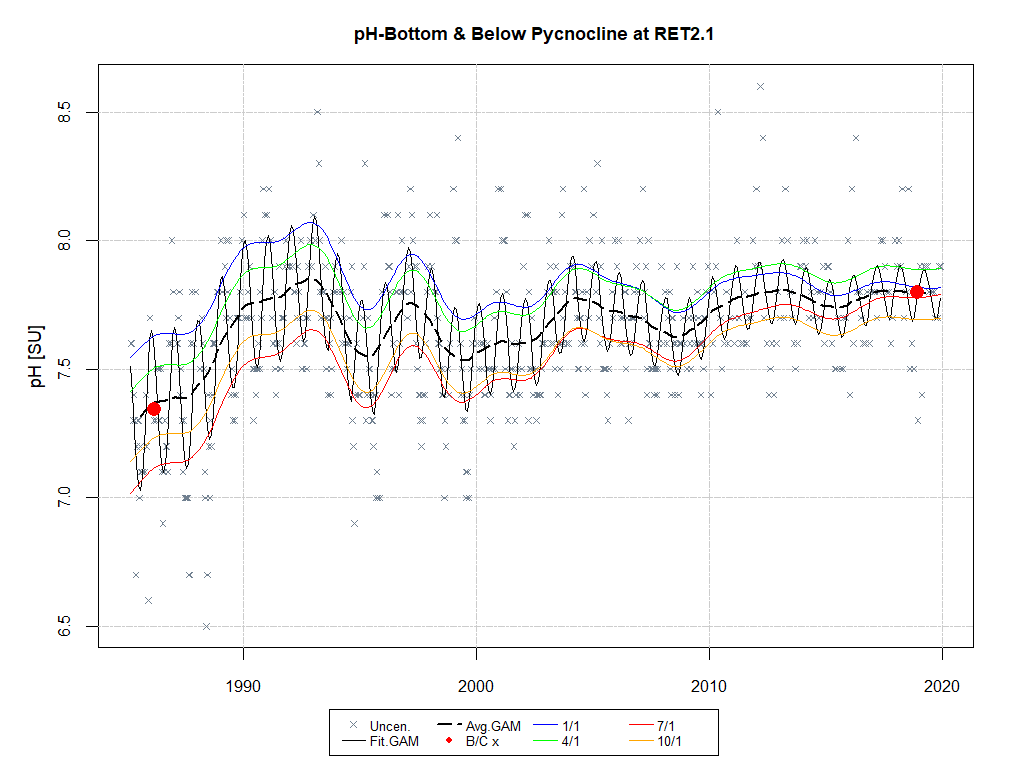 pH-Bottom & Below Pycnocline at RET2.1
pH [SU]
8.5
8.0
7.5
7.0
6.5
1990 2000 2010 2020
Uncen. Avg.GAM 1/1 7/1
Fit.GAM B/C x 4/1 10/1